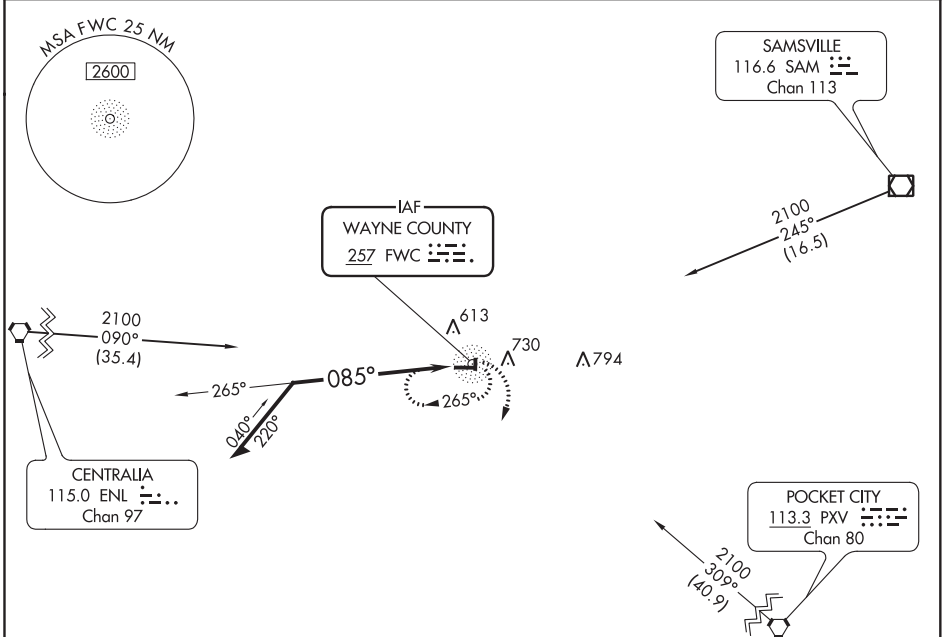 MSA FWC 25 NM
2600
SAMSVILLE
116.6 SAM
Chan 113
2100
245°
(16.5)
IAF
WAYNE COUNTY
257 FWC
613
730
794
2100
090°
(35.4)
265°
085°
265°
040°
220°
CENTRALIA
115.0 ENL
Chan 97
POCKET CITY
113.3 PXV
Chan 80
2100
309°
(40.9)